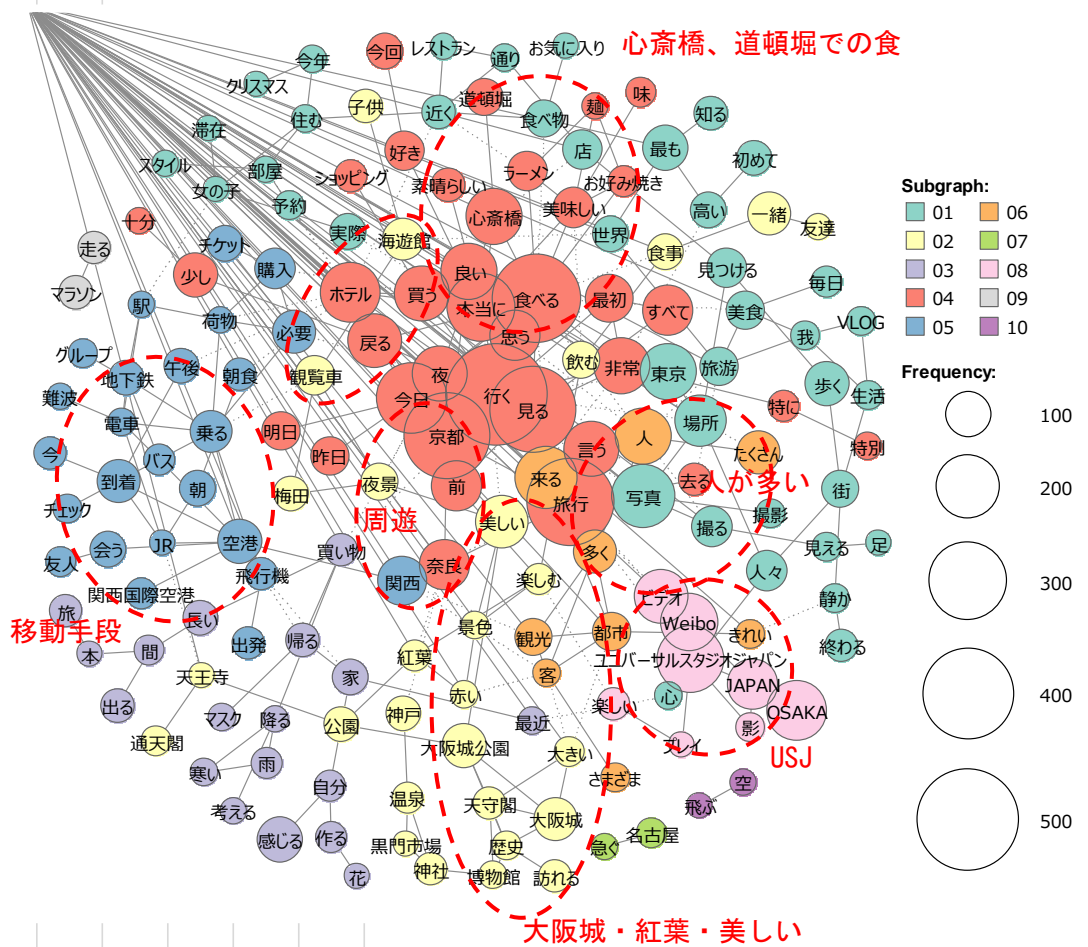 心斎橋、道頓堀での食
今回
レストラン
通り
お気に入り
今年
クリスマス
子供
近く
道頓堀
食べ物
麺
味
知る
滞在
住む
店
最も
初めて
スタイル
部屋
好き
ショッピング
素晴らしい
ラーメン
お好み焼き
女の子
予約
心斎橋
美味しい
高い
一緒
友達
十分
実際
海遊館
世界
食事
走る
チケット
購入
良い
見つける
毎日
マラソン
少し
ホテル
買う
本当に
食べる
最初
すべて
美食
VLOG
駅
荷物
必要
戻る
思う
我
グループ
地下鉄
午後
朝食
観覧車
夜
飲む
非常
東京
旅游
歩く
生活
難波
電車
乗る
今日
行く
見る
特に
明日
京都
人
場所
今
バス
昨日
言う
たくさん
特別
到着
朝
梅田
夜景
前
来る
旅行
写真
去る
人が多い
街
チェック
周遊
美しい
撮る
撮影
JR
空港
買い物
多く
見える
足
友人
会う
飛行機
関西
奈良
楽しむ
人々
関西国際空港
ビデオ
静か
旅
長い
移動手段
出発
帰る
景色
観光
都市
Weibo
きれい
終わる
本
間
紅葉
ユニバーサルスタジオジャパン
天王寺
家
赤い
客
JAPAN
心
出る
マスク
降る
公園
神戸
最近
楽しい
OSAKA
影
通天閣
大阪城公園
大きい
プレイ
USJ
寒い
雨
さまざま
空
考える
自分
温泉
天守閣
大阪城
飛ぶ
感じる
作る
黒門市場
歴史
急ぐ
名古屋
花
神社
博物館
訪れる
大阪城・紅葉・美しい
Subgraph:
01 06
02 07
03 08
04 09
05 10
Frequency:
100
200
300
400
500